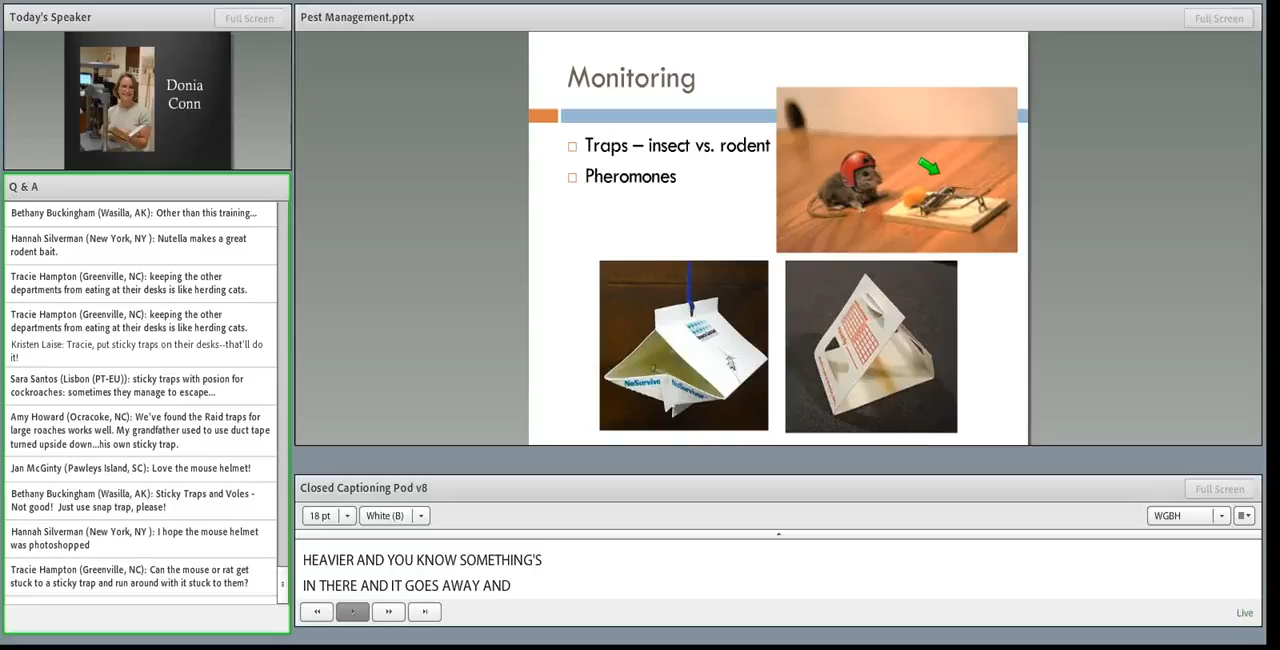 Today's Speaker
Full Screen
Donia
Conn
Q & A
Bethany Buckingham (Wasilla, AK): Other than this training...
Hannah Silverman (New York, NY ): Nutella makes a great
rodent bait.
Tracie Hampton (Greenville, NC): keeping the other
departments from eating at their desks is like herding cats.
Tracie Hampton (Greenville, NC): keeping the other
departments from eating at their desks is like herding cats.
Kristen Laise: Tracie, put sticky traps on their desks--that'll do
it!
Sara Santos (Lisbon (PT-EU)): sticky traps with posion for
cockroaches: sometimes they manage to escape...
Amy Howard (Ocracoke, NC): We've found the Raid traps for
large roaches works well. My grandfather used to use duct tape
turned upside down...his own sticky trap.
Jan McGinty (Pawleys Island, SC): Love the mouse helmet!
Bethany Buckingham (Wasilla, AK): Sticky Traps and Voles -
Not good!  Just use snap trap, please!
Hannah Silverman (New York, NY ): I hope the mouse helmet
was photoshopped
Tracie Hampton (Greenville, NC): Can the mouse or rat get
stuck to a sticky trap and run around with it stuck to them?
Pest Management.pptx
Full Screen
Monitoring
Traps – insect vs. rodent
Pheromones
NoSurvivo
Closed Captioning Pod v8
Full Screen
18 pt
White (B)
WGBH
HEAVIER AND YOU KNOW SOMETHING'S
IN THERE AND IT GOES AWAY AND
Live